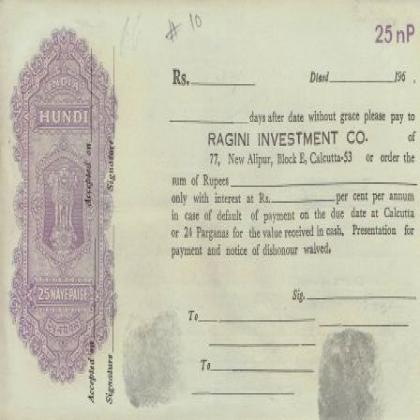 # 10
25 nP
INDIA
HUNDI
25 NAYE PAISE
Accepted on
Signature
Accepted on
Signature
Rs.
Dated 196 .
days after date without grace please pay to
RAGINI INVESTMENT CO. of
77, New Alipur, Block E, Calcutta-53 or order the
sum of Rupees
only with interest at Rs. per cent per annum
in case of default of payment on the due date at Calcutta
or 24 Parganas for the value received in cash, Presentation for
payment and notice of dishonour waived.
Sig.
To
To